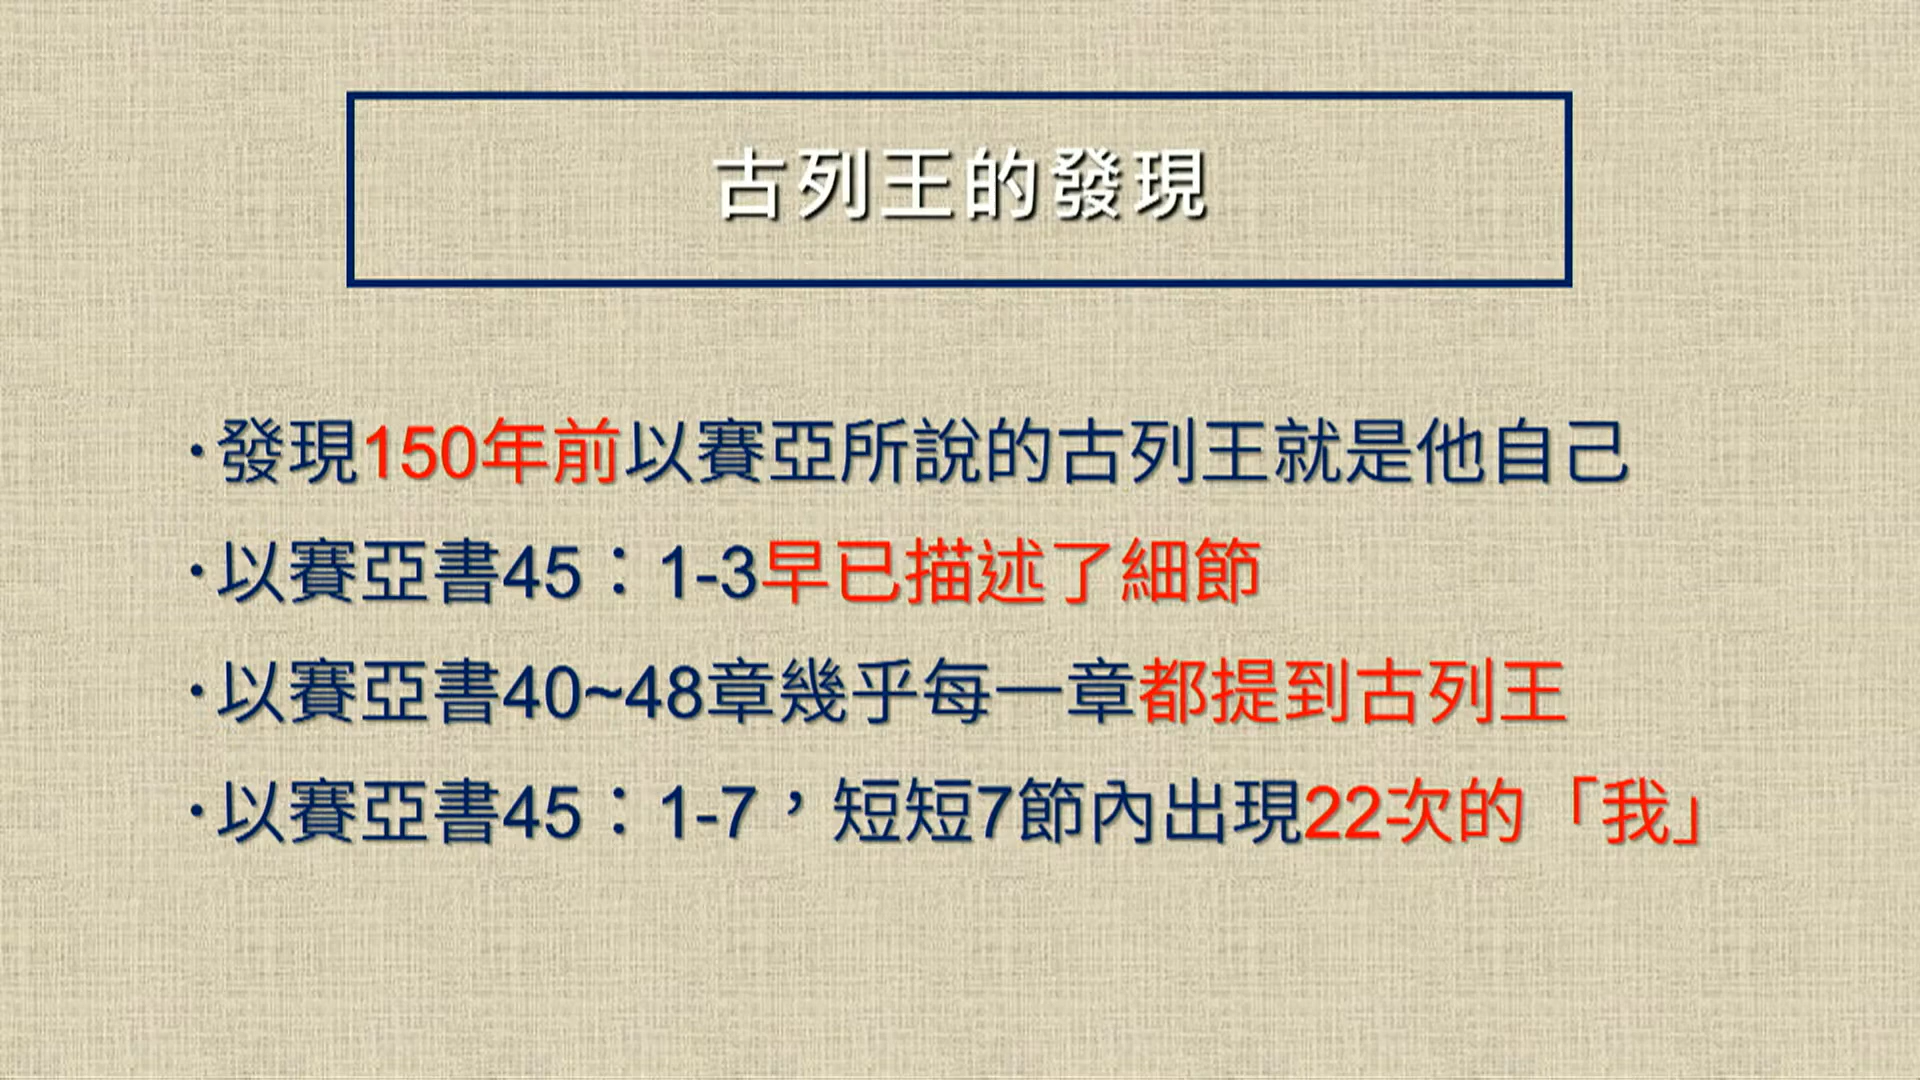 古列王的發現
·發現150年前以賽亞所說的古列王就是他自己
·以賽亞書45：1-3早已描述了細節
·以賽亞書40~48章幾乎每一章都提到古列王
·以賽亞書45：1-7，短短7節內出現22次的「我」